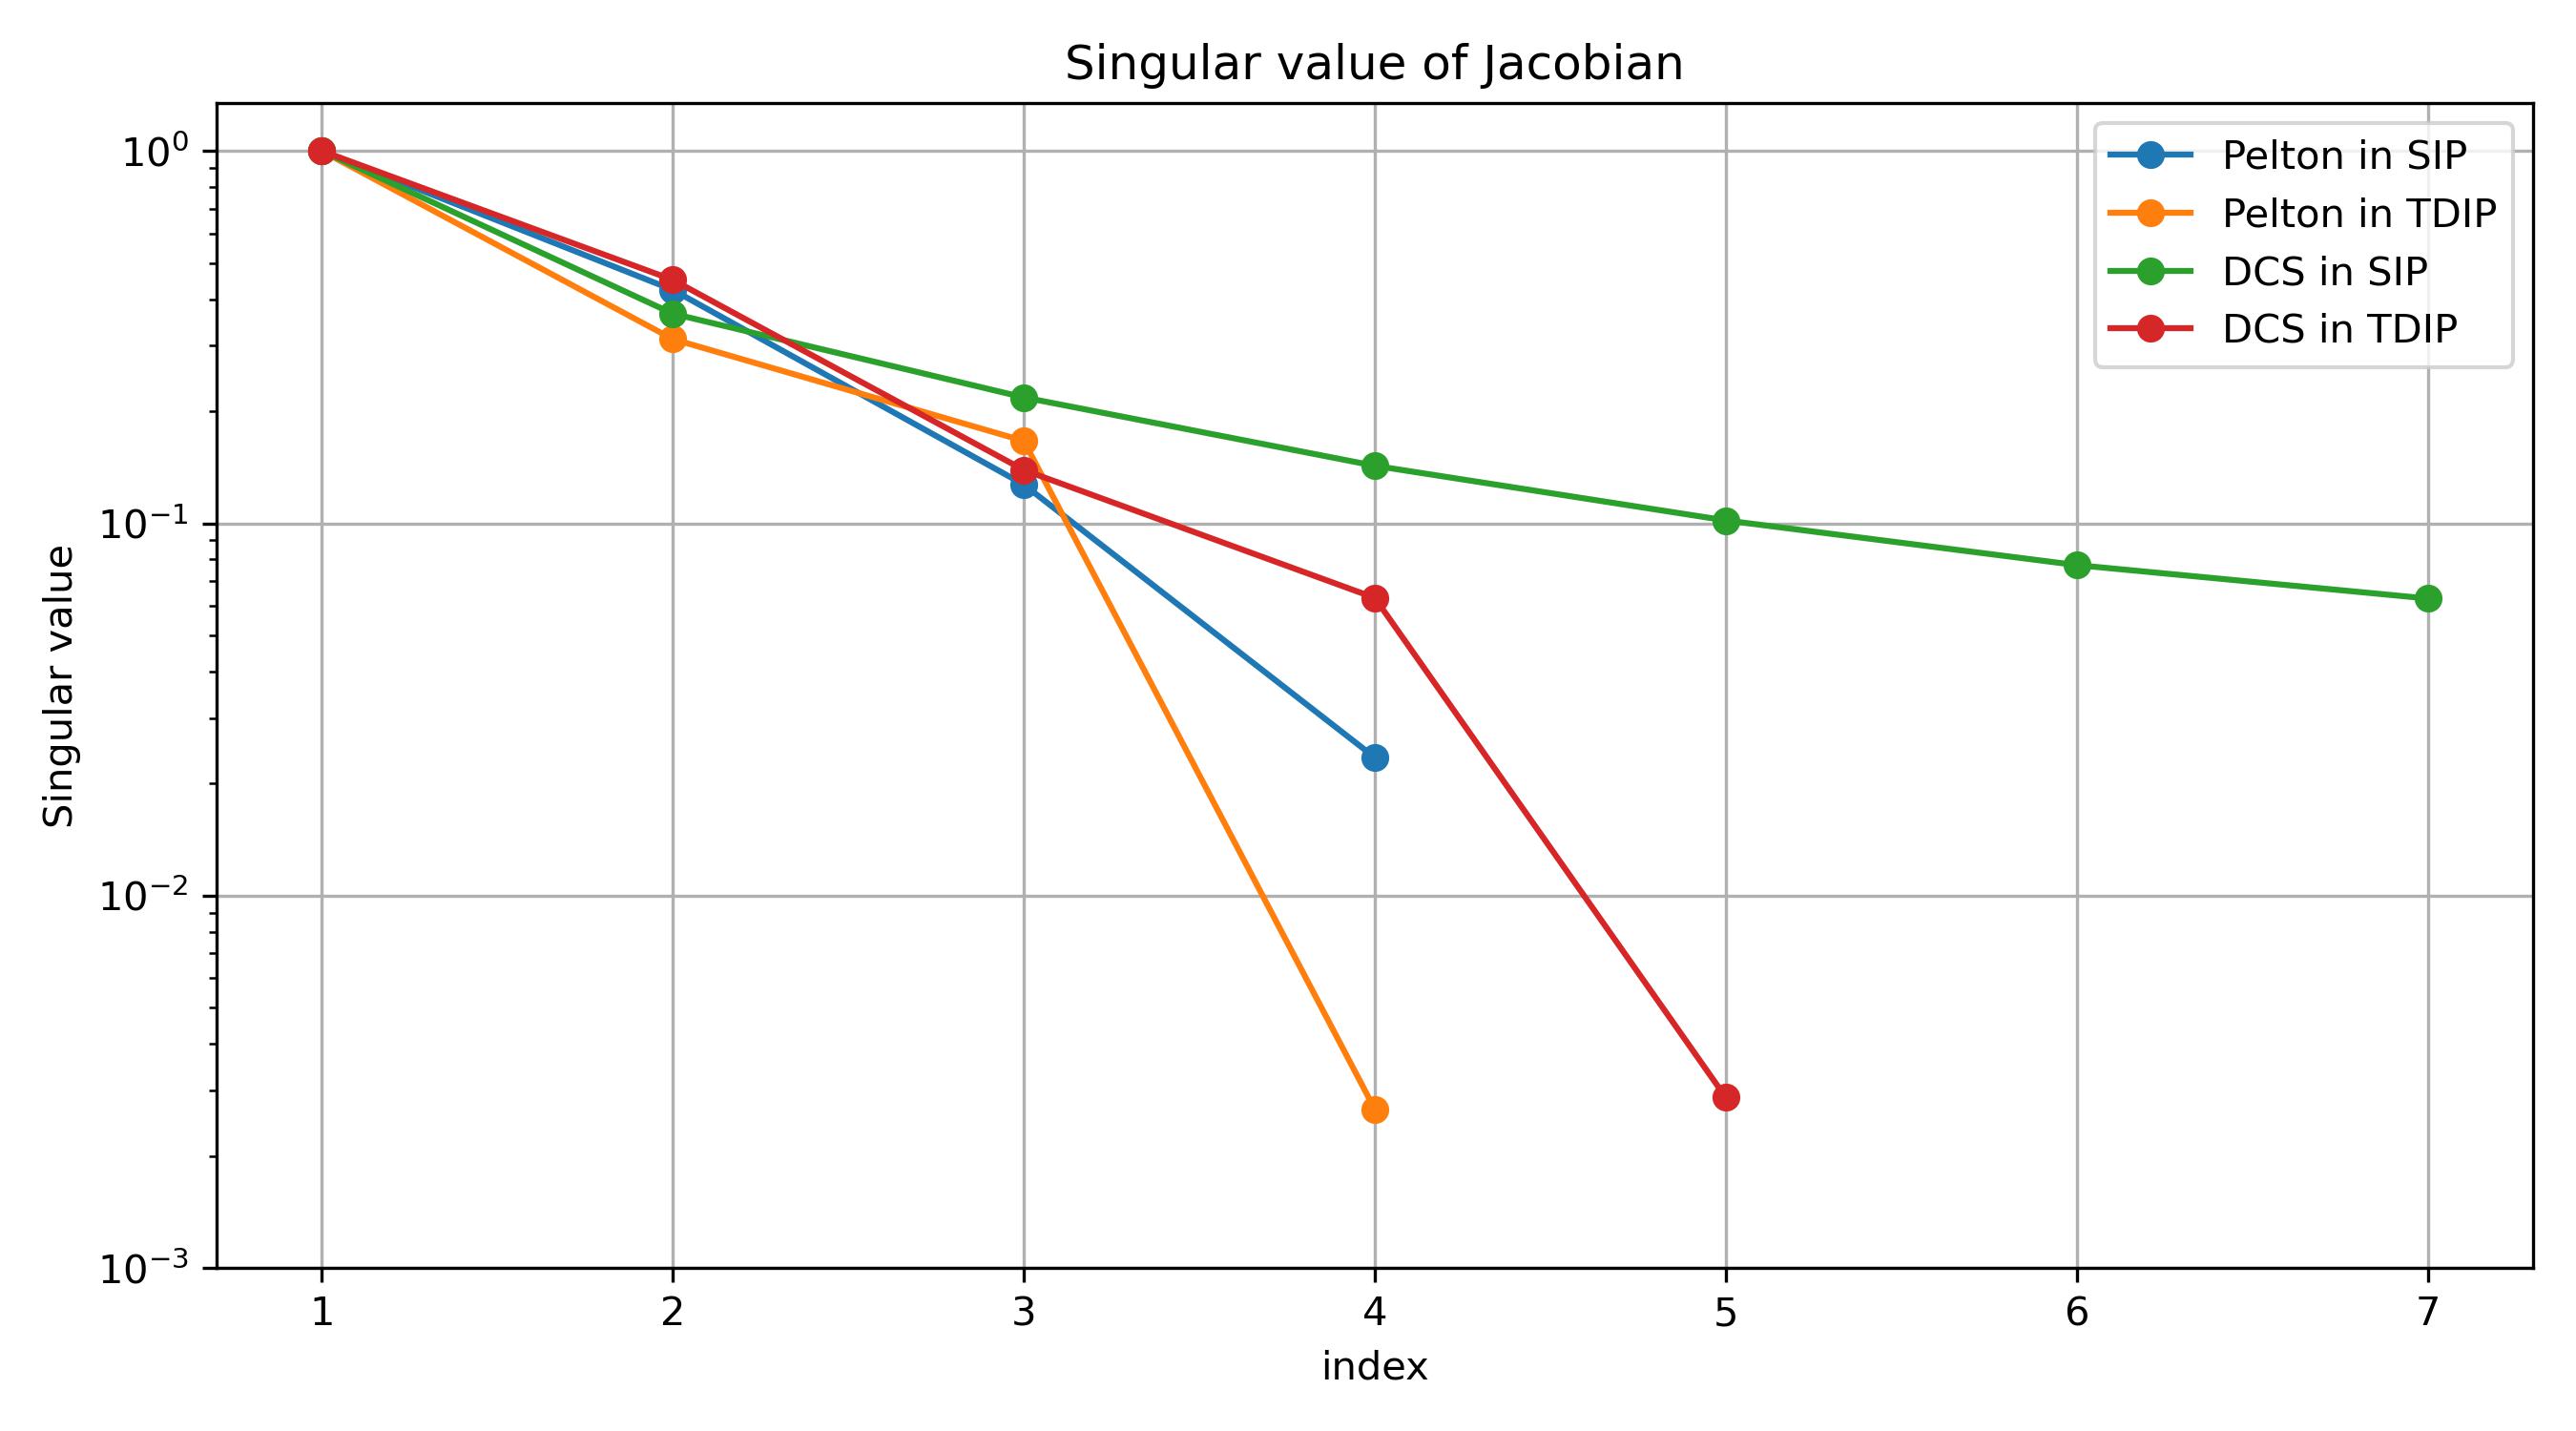 Singular value of Jacobian
Pelton in SIP
Pelton in TDIP
DCS in SIP
DCS in TDIP
Singular value
10⁰
10⁻¹
10⁻²
10⁻³
1 2 3 4 5 6 7
index